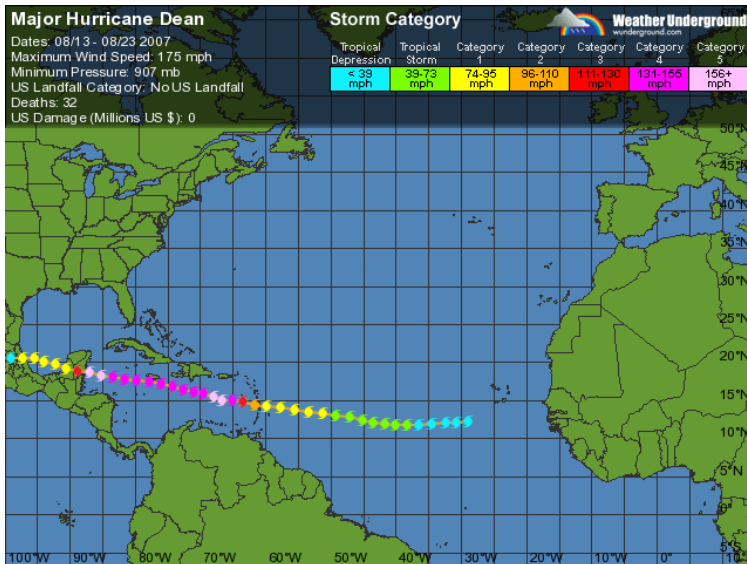 Major Hurricane Dean
Dates: 08/13 - 08/23 2007
Maximum Wind Speed: 175 mph
Minimum Pressure: 907 mb
US Landfall Category: No US Landfall
Deaths: 32
US Damage (Millions US $): 0
Storm Category
Weather Underground
wunderground.com
Tropical Depression Tropical Storm Category 1 Category 2 Category 3 Category 4 Category 5
< 39 mph 39-73 mph 74-95 mph 96-110 mph 111-130 mph 131-155 mph 156+ mph
50°N
45°N
40°N
35°N
30°N
25°N
20°N
15°N
10°N
5°N
0°
5°S
100°W 90°W 80°W 70°W 60°W 50°W 40°W 30°W 20°W 10°W 0° 10°